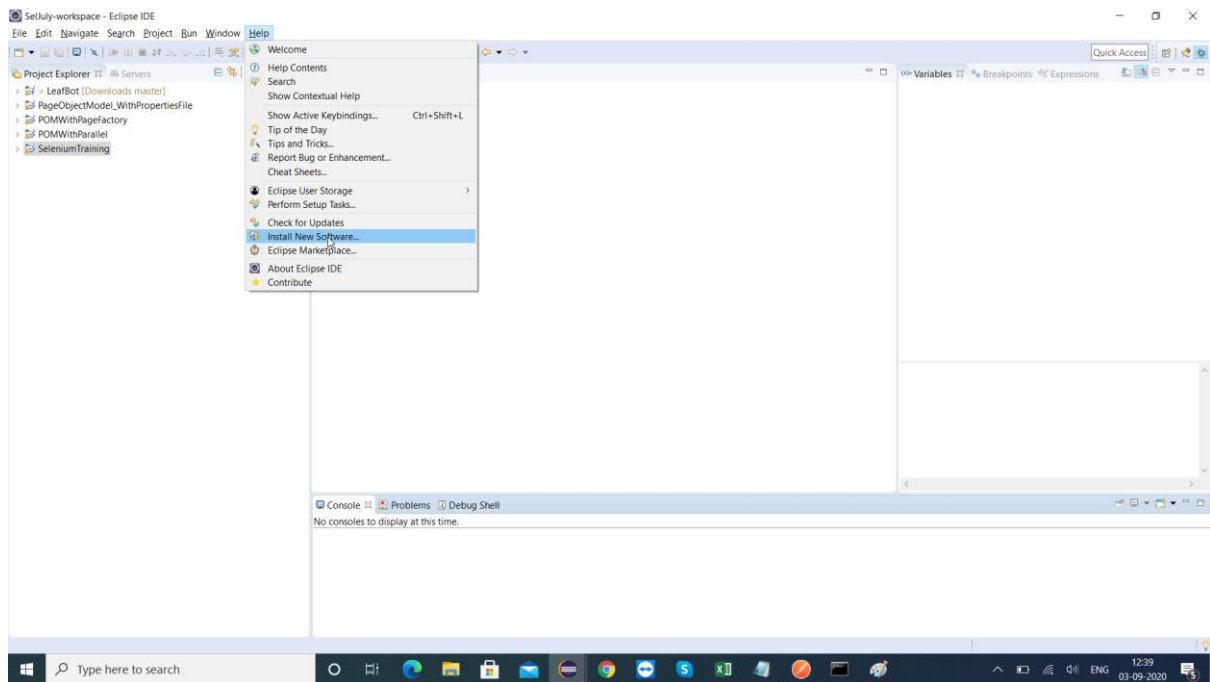 SelJuly-workspace - Eclipse IDE
File Edit Navigate Search Project Run Window Help
Quick Access
Project Explorer Servers
> LeafBot [Downloads master]
PageObjectModel_WithPropertiesFile
POMWithPageFactory
POMWithParallel
SeleniumTraining
Welcome
Help Contents
Search
Show Contextual Help
Show Active Keybindings... Ctrl+Shift+L
Tip of the Day
Tips and Tricks...
Report Bug or Enhancement...
Cheat Sheets...
Eclipse User Storage
Perform Setup Tasks...
Check for Updates
Install New Software...
Eclipse Marketplace...
About Eclipse IDE
Contribute
Variables Breakpoints Expressions
Console Problems Debug Shell
No consoles to display at this time.
Type here to search
ENG
12:39
03-09-2020
5